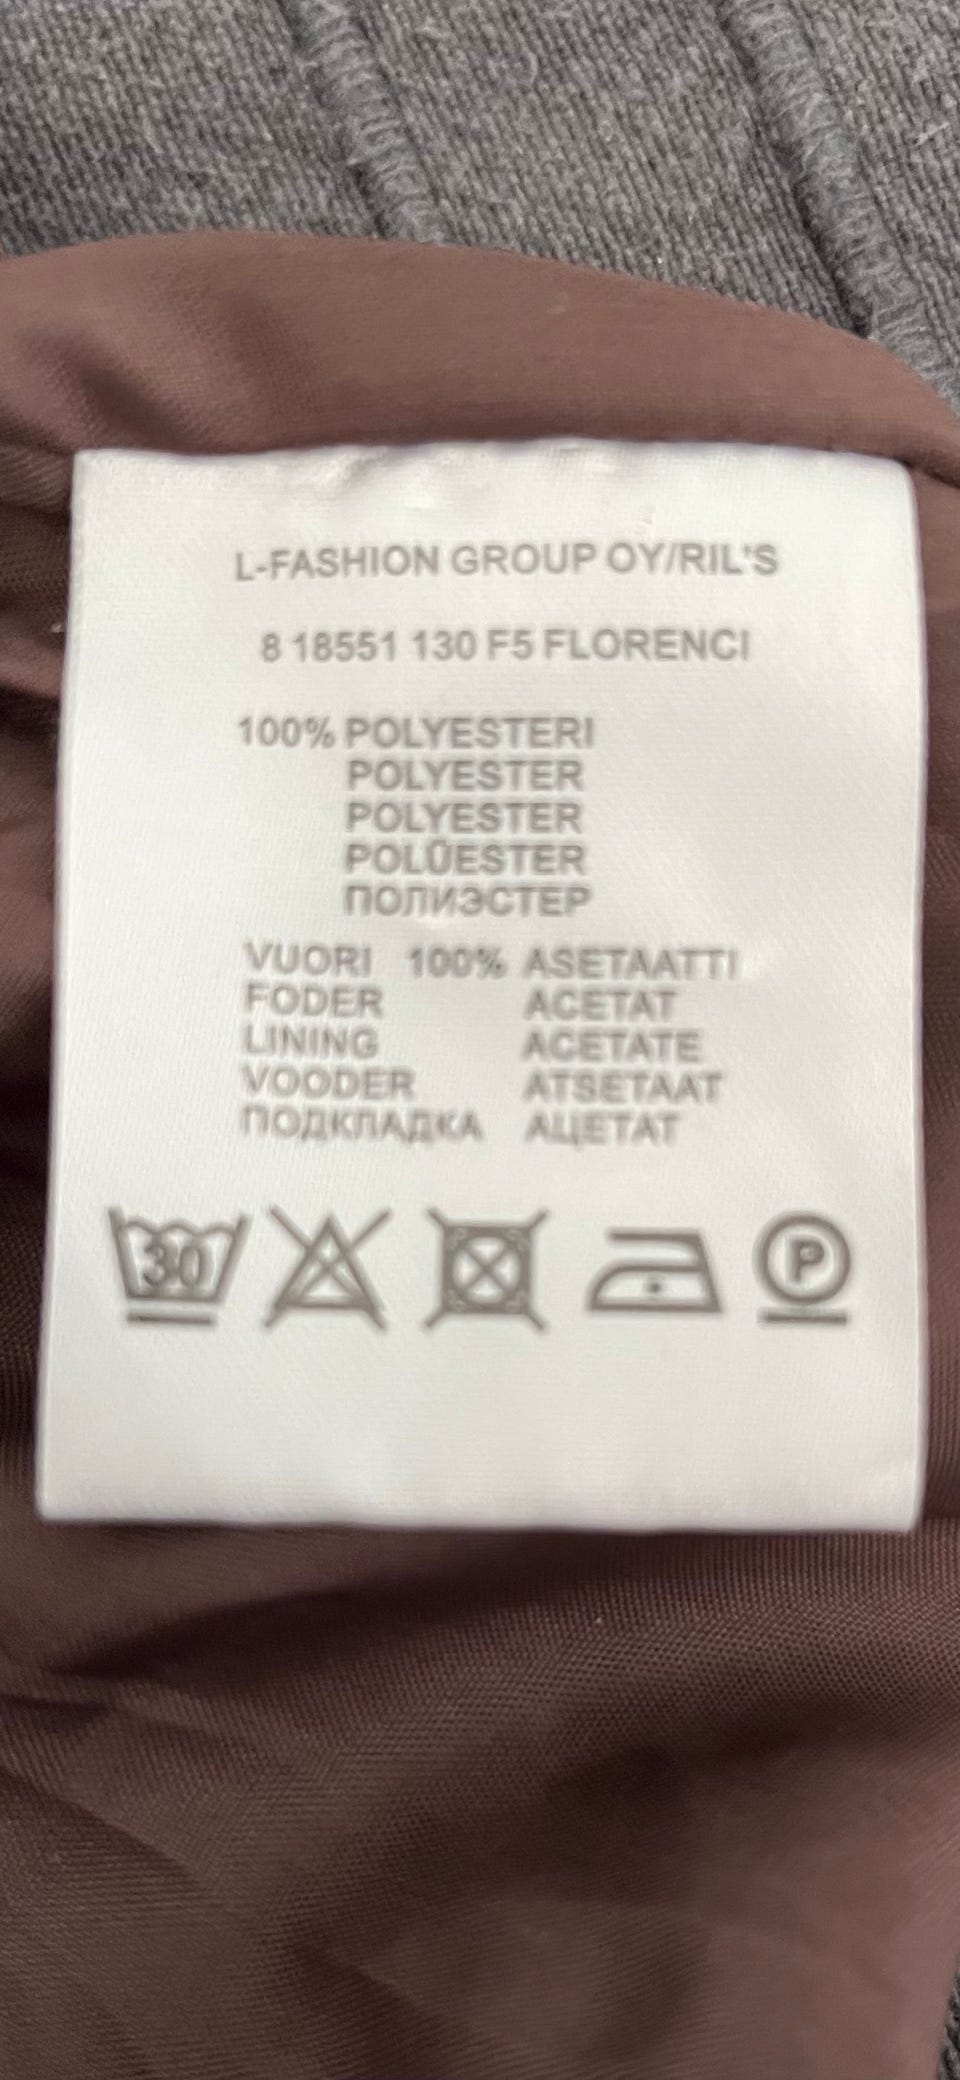 L-FASHION GROUP OY/RIL'S
8 18551 130 F5 FLORENCI
100% POLYESTERI
POLYESTER
POLYESTER
POLÜESTER
ПОЛИЭСТЕР
VUORI 100% ASETAATTI
FODER ACETAT
LINING ACETATE
VOODER ATSETAAT
ПОДКЛАДКА АЦЕТАТ
30 P